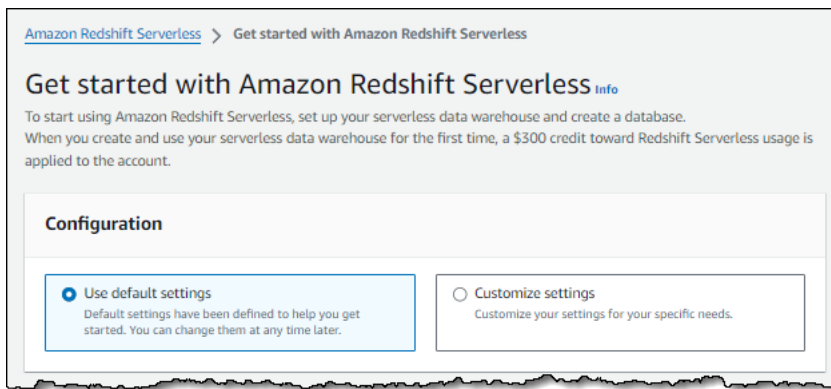 Amazon Redshift Serverless > Get started with Amazon Redshift Serverless
Get started with Amazon Redshift Serverless Info
To start using Amazon Redshift Serverless, set up your serverless data warehouse and create a database.
When you create and use your serverless data warehouse for the first time, a $300 credit toward Redshift Serverless usage is
applied to the account.
Configuration
Use default settings
Default settings have been defined to help you get
started. You can change them at any time later.
Customize settings
Customize your settings for your specific needs.